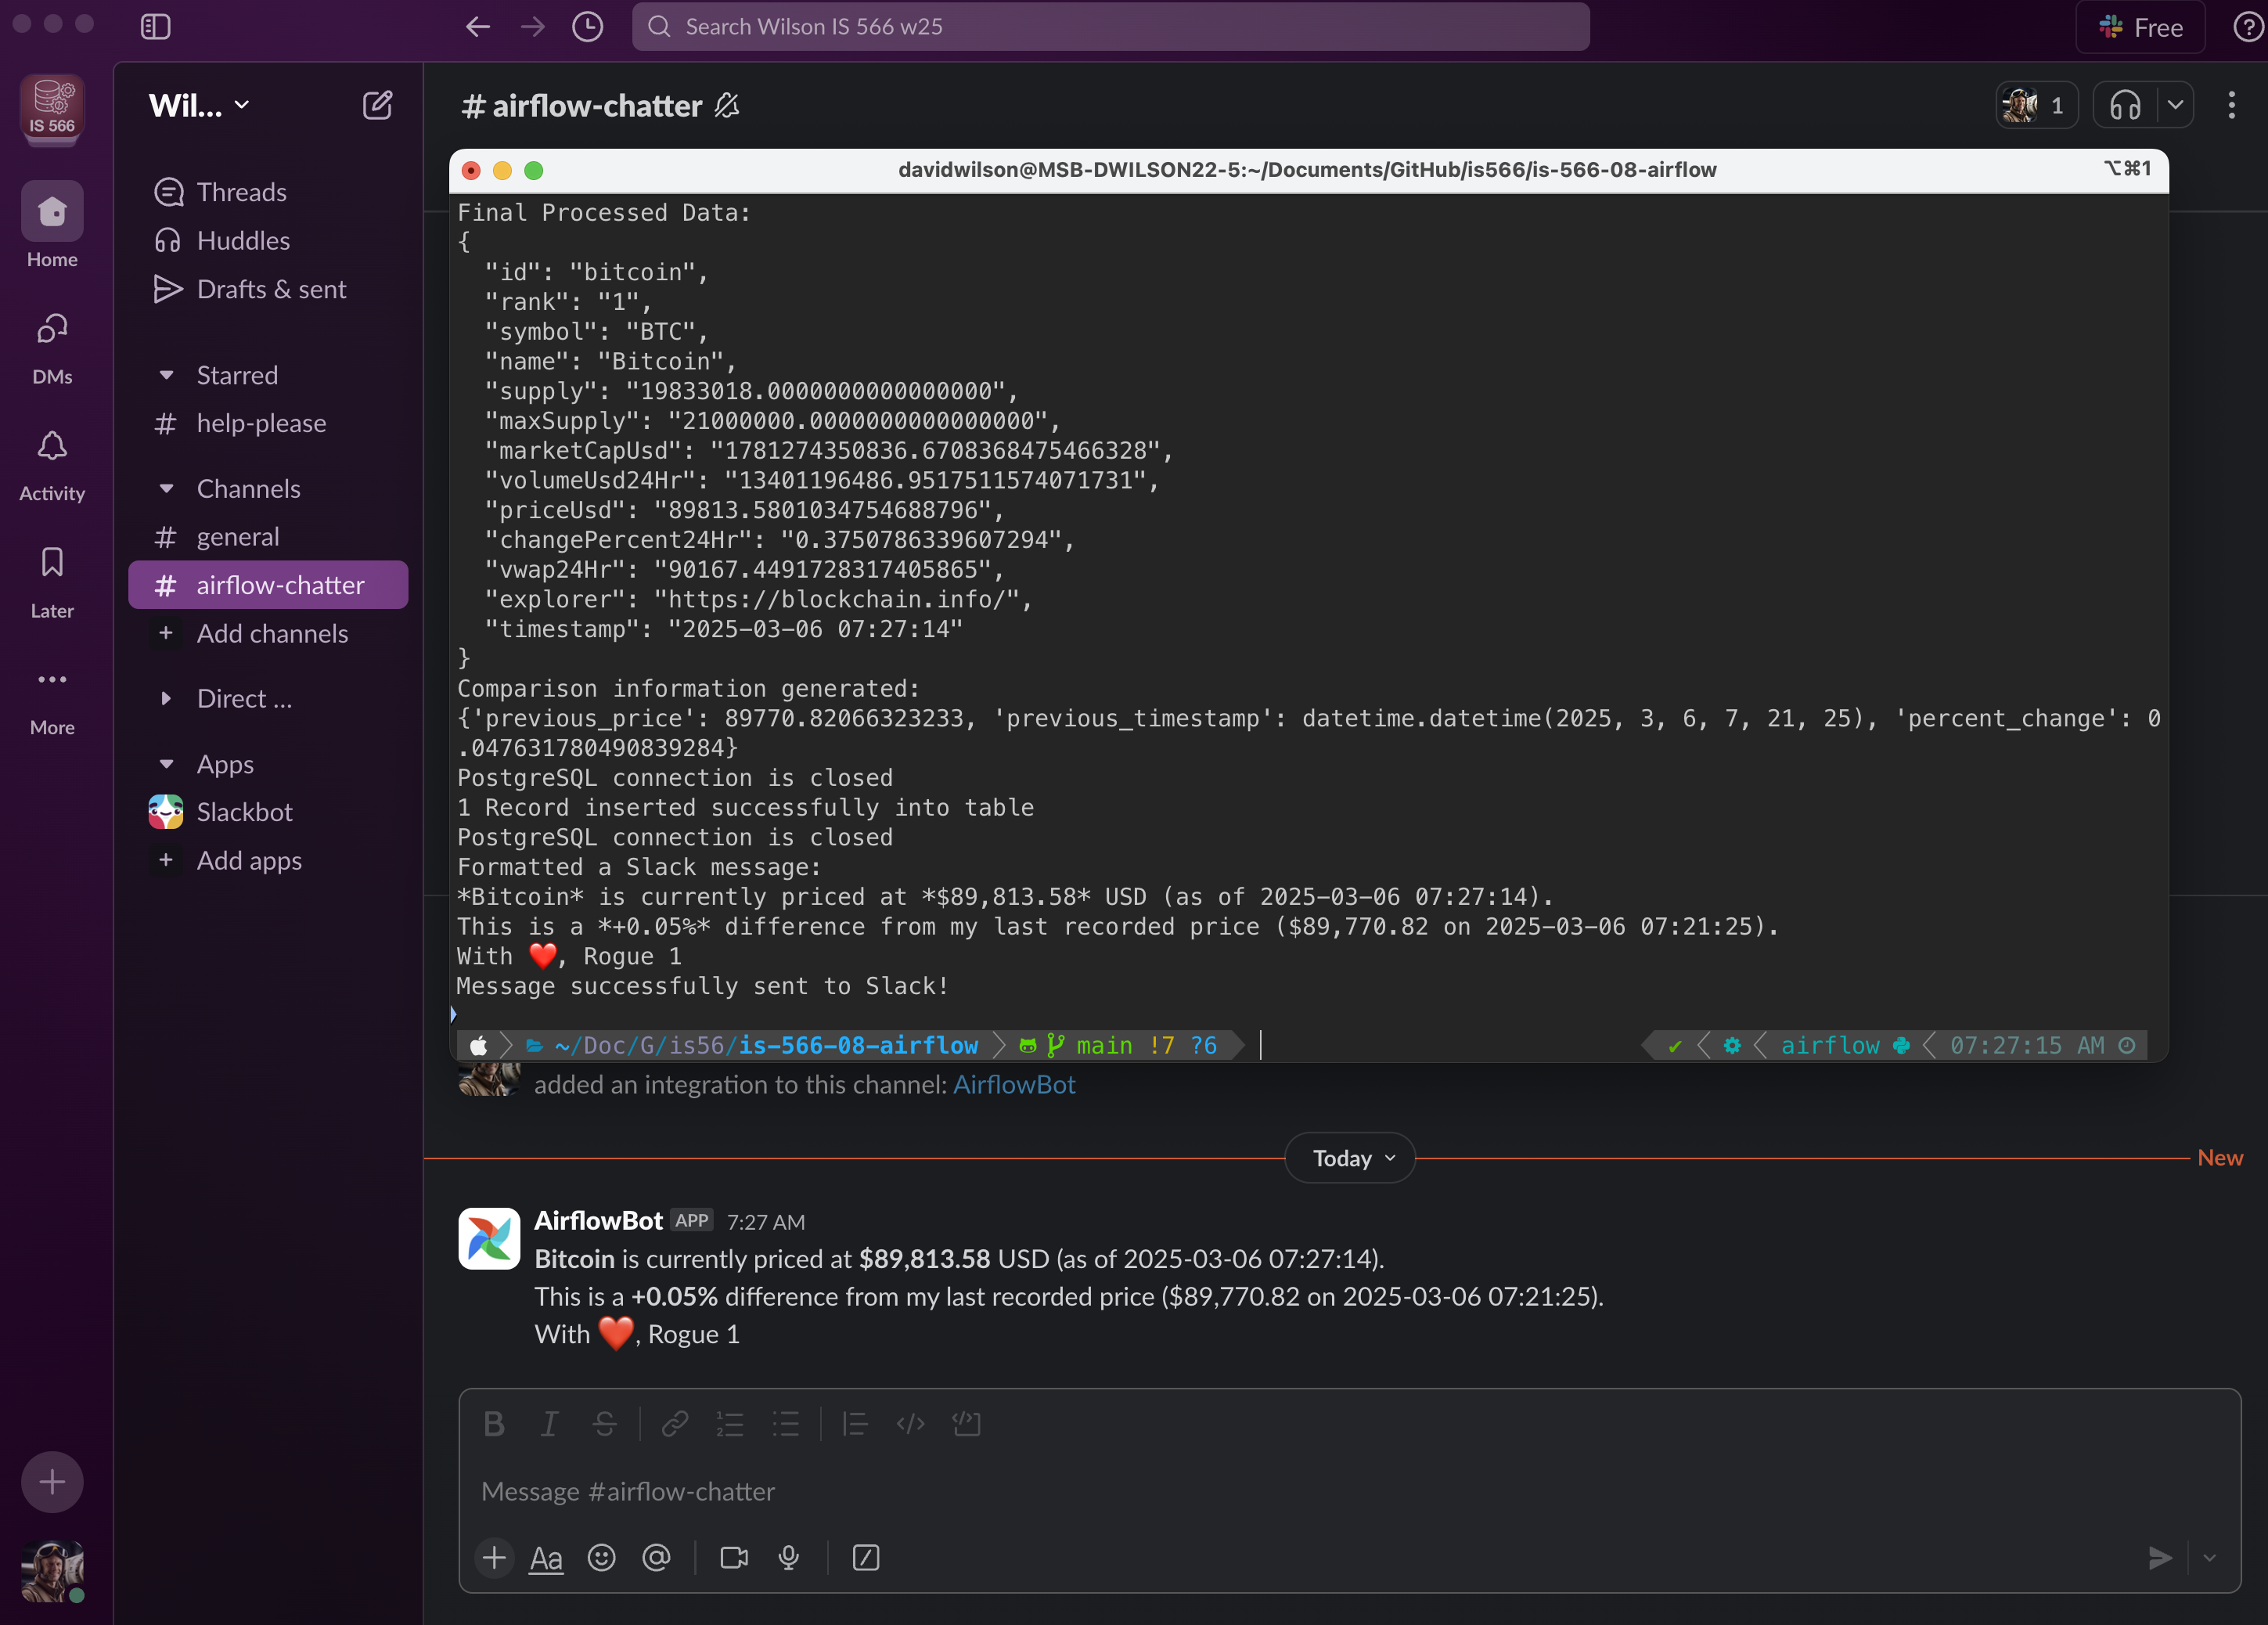 Search Wilson IS 566 w25
Free
IS 566
Home
DMs
Activity
Later
More
Wil...
Threads
Huddles
Drafts & sent
Starred
# help-please
Channels
# general
# airflow-chatter
+ Add channels
Direct ...
Apps
Slackbot
+ Add apps
# airflow-chatter
1
davidwilson@MSB-DWILSON22-5:~/Documents/GitHub/is566/is-566-08-airflow
⌥⌘1
Final Processed Data:
{
  "id": "bitcoin",
  "rank": "1",
  "symbol": "BTC",
  "name": "Bitcoin",
  "supply": "19833018.0000000000000000",
  "maxSupply": "21000000.0000000000000000",
  "marketCapUsd": "1781274350836.6708368475466328",
  "volumeUsd24Hr": "13401196486.9517511574071731",
  "priceUsd": "89813.5801034754688796",
  "changePercent24Hr": "0.3750786339607294",
  "vwap24Hr": "90167.4491728317405865",
  "explorer": "https://blockchain.info/",
  "timestamp": "2025-03-06 07:27:14"
}
Comparison information generated:
{'previous_price': 89770.82066323233, 'previous_timestamp': datetime.datetime(2025, 3, 6, 7, 21, 25), 'percent_change': 0
.047631780490839284}
PostgreSQL connection is closed
1 Record inserted successfully into table
PostgreSQL connection is closed
Formatted a Slack message:
*Bitcoin* is currently priced at *$89,813.58* USD (as of 2025-03-06 07:27:14).
This is a *+0.05%* difference from my last recorded price ($89,770.82 on 2025-03-06 07:21:25).
With ❤️, Rogue 1
Message successfully sent to Slack!
~/Doc/G/is56/is-566-08-airflow main !7 ?6
✔ airflow 07:27:15 AM
added an integration to this channel: AirflowBot
Today
New
AirflowBot APP 7:27 AM
Bitcoin is currently priced at $89,813.58 USD (as of 2025-03-06 07:27:14).
This is a +0.05% difference from my last recorded price ($89,770.82 on 2025-03-06 07:21:25).
With ❤️, Rogue 1
Message #airflow-chatter
Aa